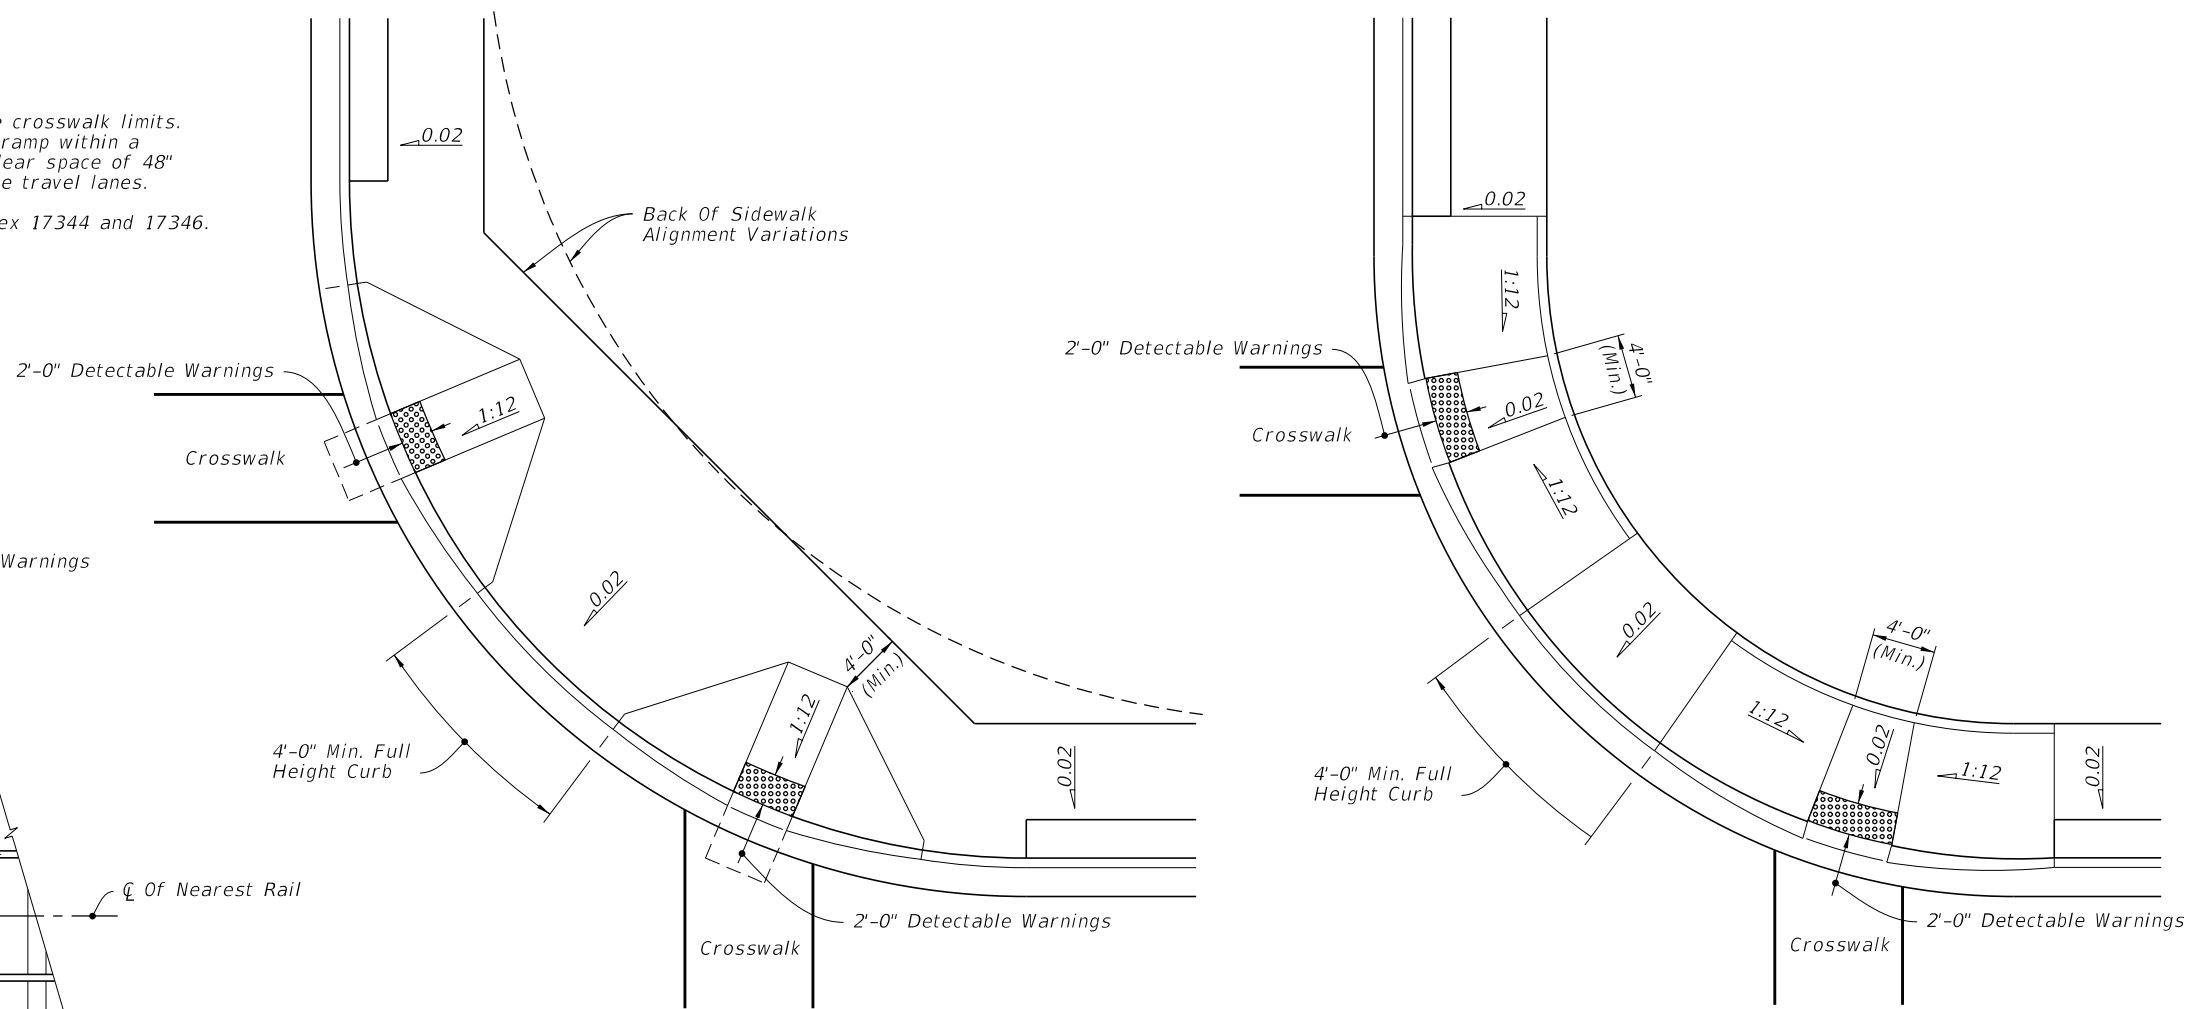 crosswalk limits.
ramp within a
lear space of 48"
e travel lanes.
ex 17344 and 17346.
0.02
Back Of Sidewalk
Alignment Variations
2'-0" Detectable Warnings
1:12
Crosswalk
Warnings
0.02
4'-0"
(Min.)
1:12
4'-0" Min. Full
Height Curb
0.02
℄ Of Nearest Rail
2'-0" Detectable Warnings
Crosswalk
0.02
1:12
2'-0" Detectable Warnings
4'-0"
(Min.)
0.02
Crosswalk
1:12
0.02
4'-0"
(Min.)
1:12
0.02
1:12
0.02
4'-0" Min. Full
Height Curb
2'-0" Detectable Warnings
Crosswalk